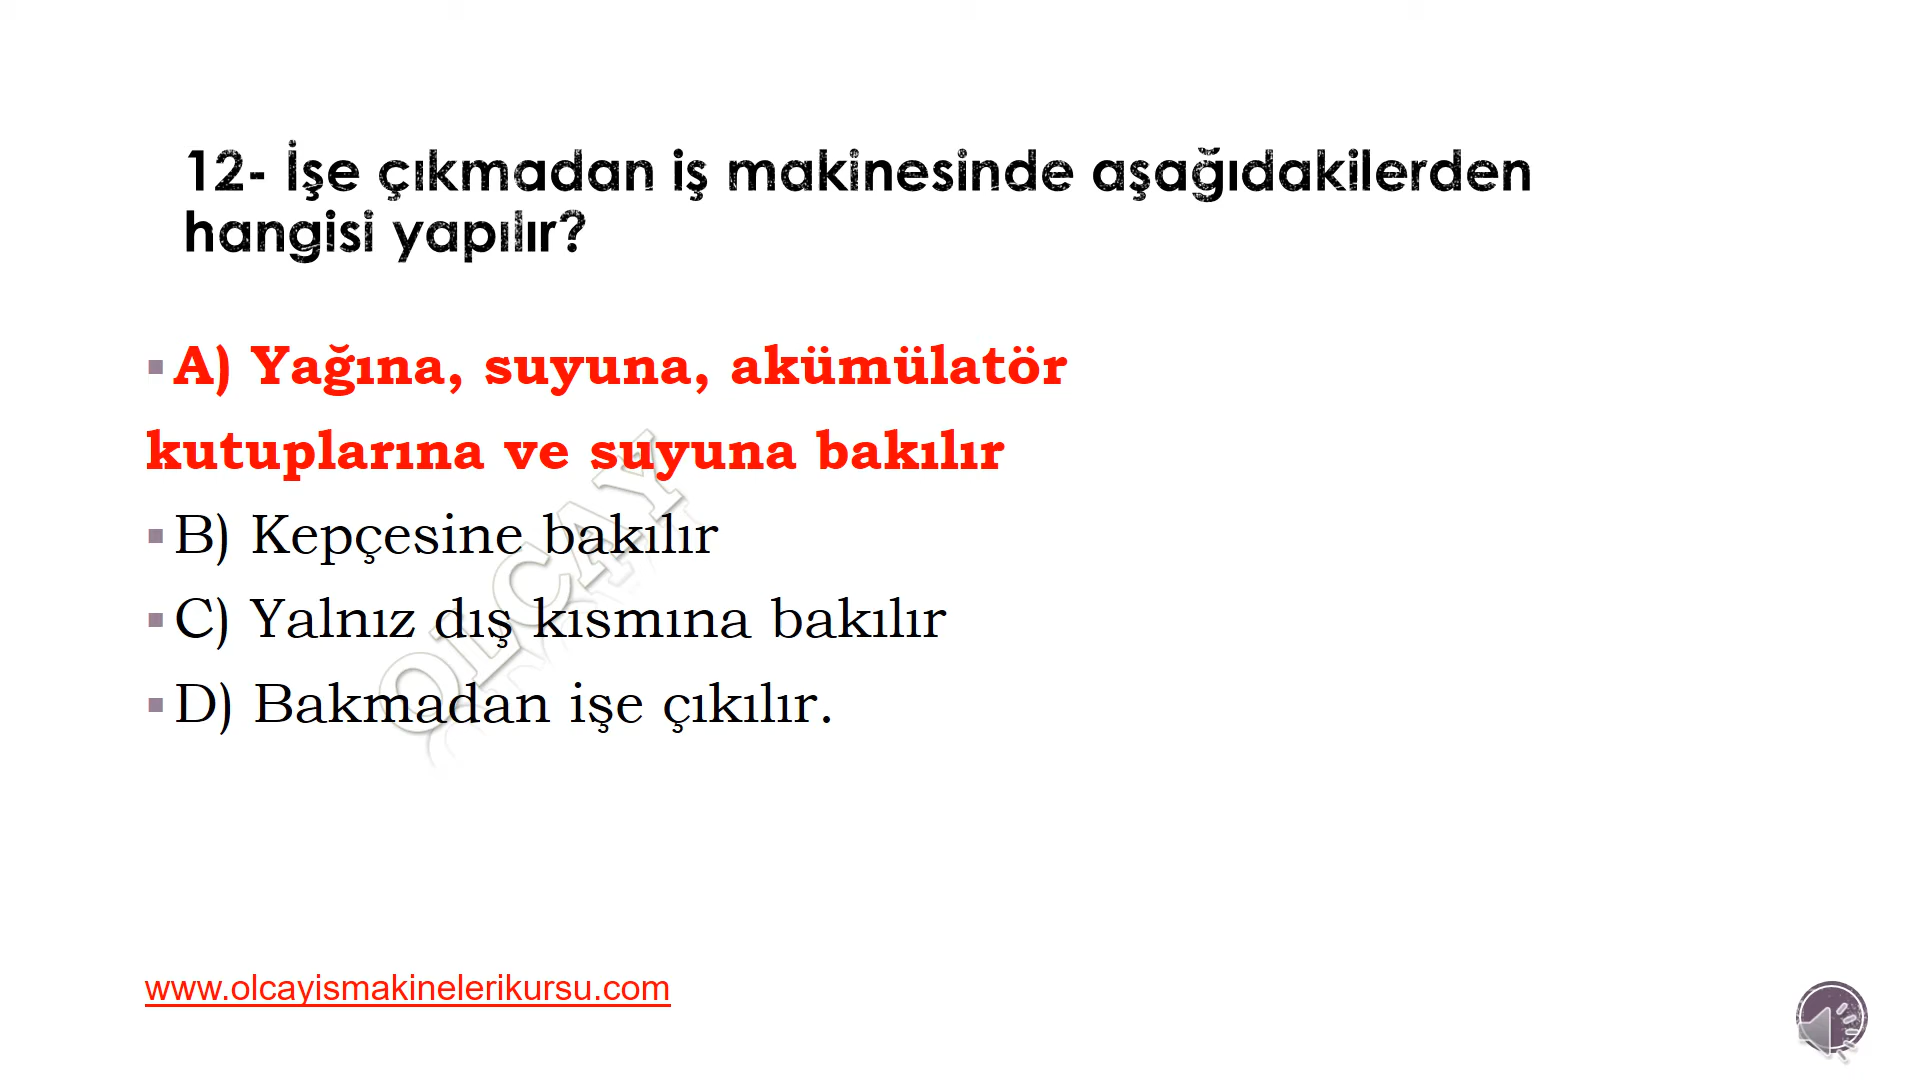 12- İşe çıkmadan iş makinesinde aşağıdakilerden
hangisi yapılır?
A) Yağına, suyuna, akümülatör
kutuplarına ve suyuna bakılır
B) Kepçesine bakılır
C) Yalnız dış kısmına bakılır
D) Bakmadan işe çıkılır.
OLCAY
www.olcayismakinelerikursu.com